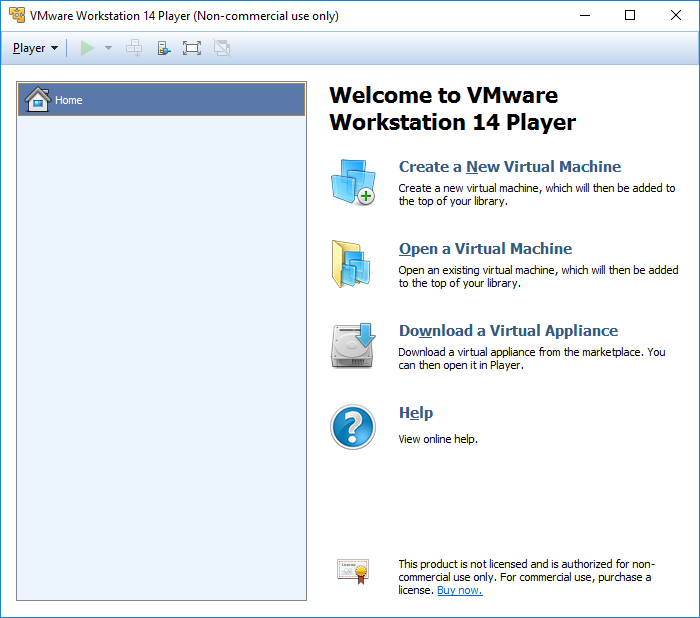 VMware Workstation 14 Player (Non-commercial use only)
Player
Home
Welcome to VMware
Workstation 14 Player
Create a New Virtual Machine
Create a new virtual machine, which will then be added to
the top of your library.
Open a Virtual Machine
Open an existing virtual machine, which will then be added
to the top of your library.
Download a Virtual Appliance
Download a virtual appliance from the marketplace. You
can then open it in Player.
Help
View online help.
This product is not licensed and is authorized for non-
commercial use only. For commercial use, purchase a
license. Buy now.